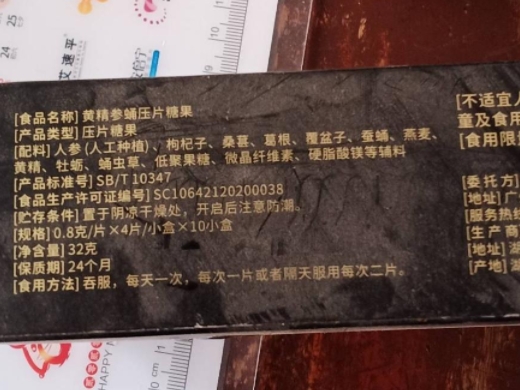 艾速平
[食品名称] 黄精参蛹压片糖果
[产品类型] 压片糖果
[配料] 人参 (人工种植)、枸杞子、桑葚、葛根、覆盆子、蚕蛹、燕麦、
黄精、牡蛎、蛹虫草、低聚果糖、微晶纤维素、硬脂酸镁等辅料
[产品标准号] SB/T 10347
[食品生产许可证编号] SC10642120200038
[贮存条件] 置于阴凉干燥处，开启后注意防潮。
[规格] 0.8克/片×4片/小盒×10小盒
[净含量] 32克
[保质期] 24个月
[食用方法] 吞服，每天一次，每次一片或者隔天服用每次二片。
[不适宜人
童及食用
[食用限
委托方
[地址] 广
[服务热线
[生产商
[地址] 湖
[产地] 湖
HAPPY